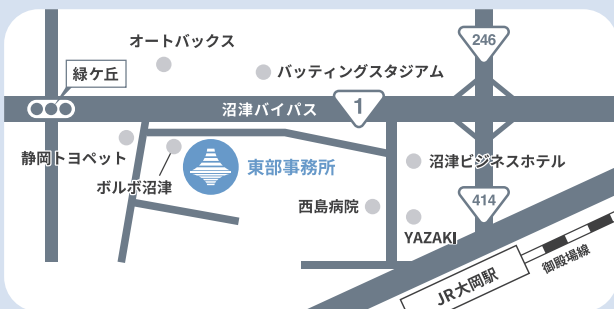 オートバックス
246
緑ケ丘
バッティングスタジアム
沼津バイパス
1
静岡トヨペット
ボルボ沼津
東部事務所
沼津ビジネスホテル
西島病院
414
YAZAKI
JR大岡駅
御殿場線